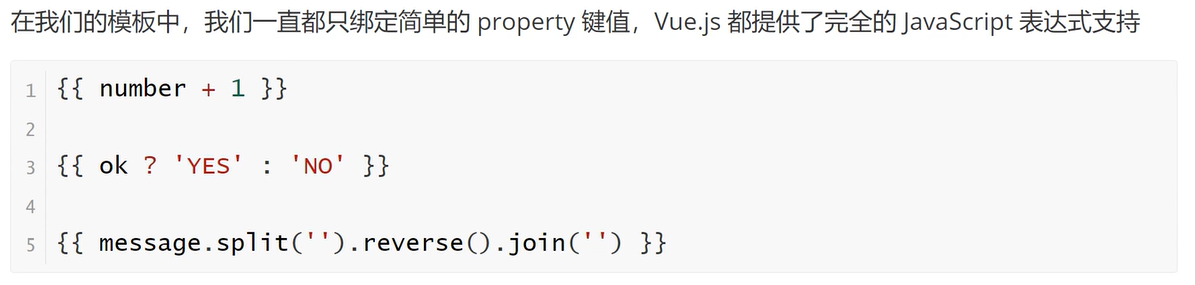 在我们的模板中，我们一直都只绑定简单的 property 键值，Vue.js 都提供了完全的 JavaScript 表达式支持
1 {{ number + 1 }}
2
3 {{ ok ? 'YES' : 'NO' }}
4
5 {{ message.split('').reverse().join('') }}